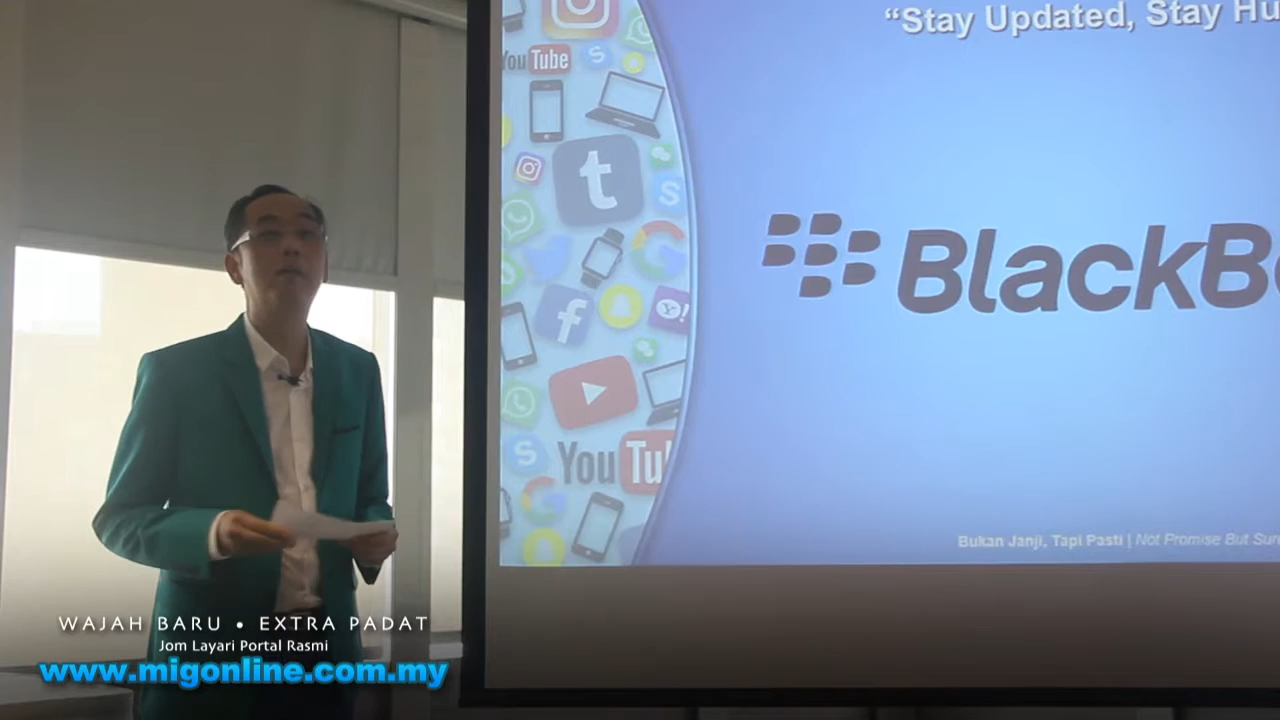 “Stay Updated, Stay Hu
You Tube
BlackBe
You Tu
Bukan Janji, Tapi Pasti | Not Promise But Sure
WAJAH BARU • EXTRA PADAT
Jom Layari Portal Rasmi
www.migonline.com.my